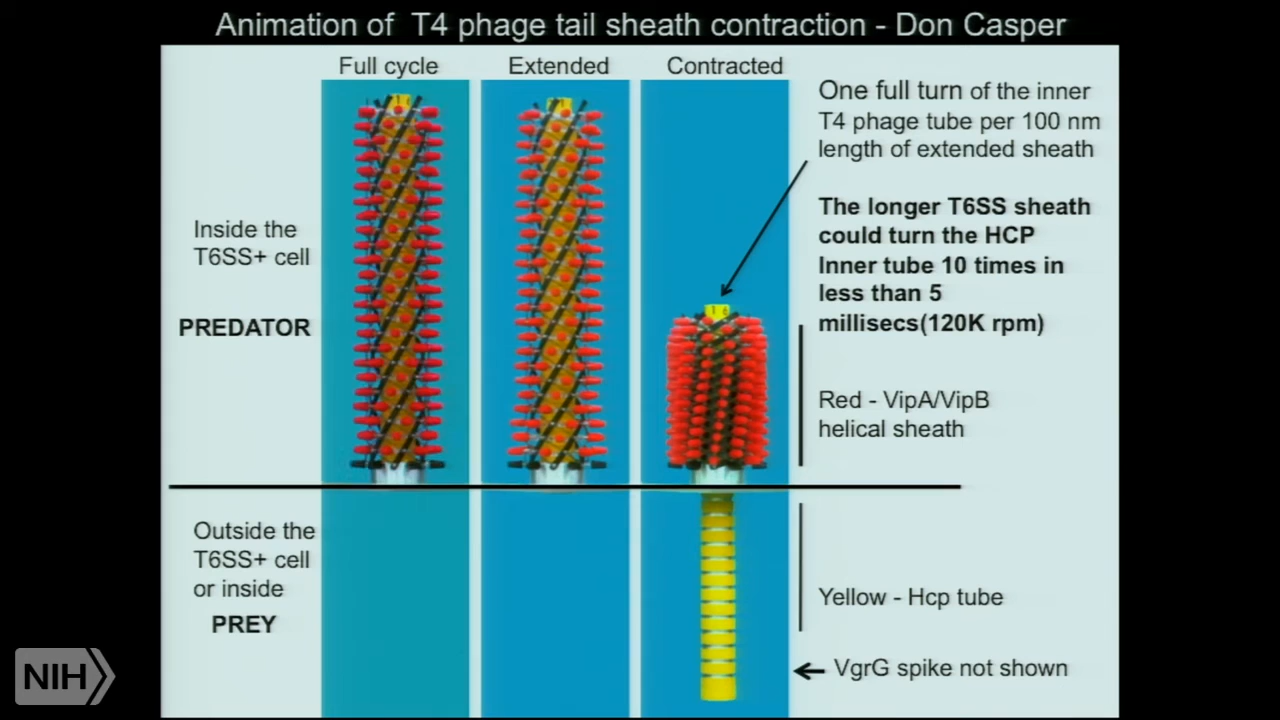 Animation of T4 phage tail sheath contraction - Don Casper
Full cycle
Extended
Contracted
One full turn of the inner
T4 phage tube per 100 nm
length of extended sheath
Inside the
T6SS+ cell
PREDATOR
The longer T6SS sheath
could turn the HCP
Inner tube 10 times in
less than 5
millisecs(120K rpm)
Red - VipA/VipB
helical sheath
Outside the
T6SS+ cell
or inside
PREY
Yellow - Hcp tube
VgrG spike not shown
NIH